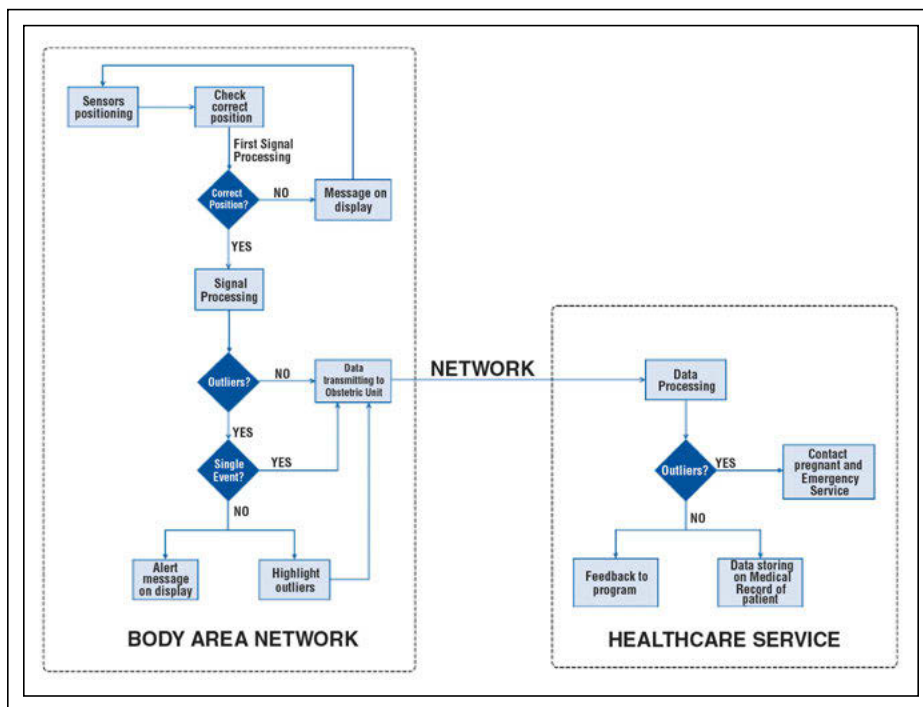 Sensors
positioning
Check
correct
position
First Signal
Processing
Correct
Position?
NO
Message on
display
YES
Signal
Processing
Outliers?
NO
Data
transmitting to
Obstetric Unit
NETWORK
YES
Single
Event?
YES
NO
Alert
message
on display
Highlight
outliers
BODY AREA NETWORK
Data
Processing
Outliers?
YES
Contact
pregnant and
Emergency
Service
NO
Feedback to
program
Data storing
on Medical
Record of
patient
HEALTHCARE SERVICE